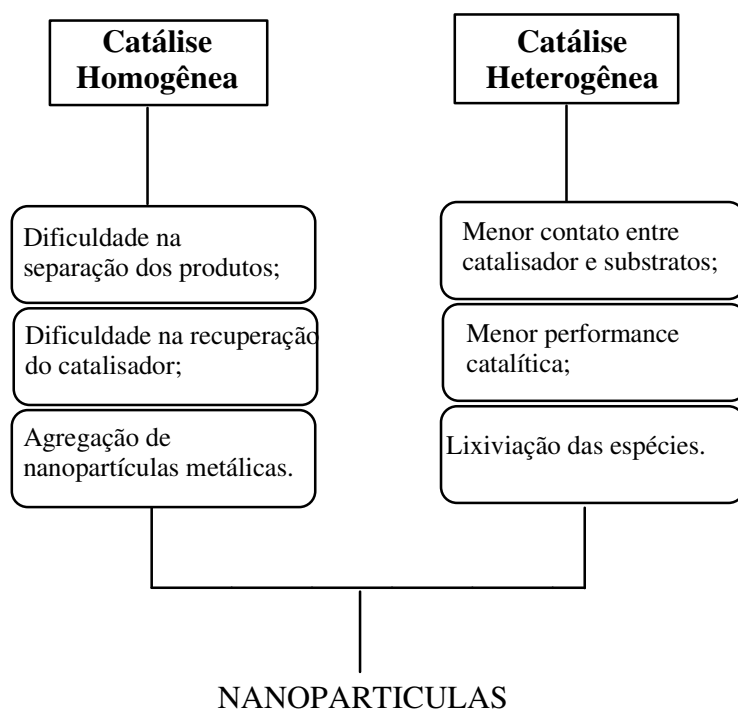 Catálise
Homogênea
Dificuldade na
separação dos produtos;
Dificuldade na recuperação
do catalisador;
Agregação de
nanopartículas metálicas.
Catálise
Heterogênea
Menor contato entre
catalisador e substratos;
Menor performance
catalítica;
Lixiviação das espécies.
NANOPARTICULAS